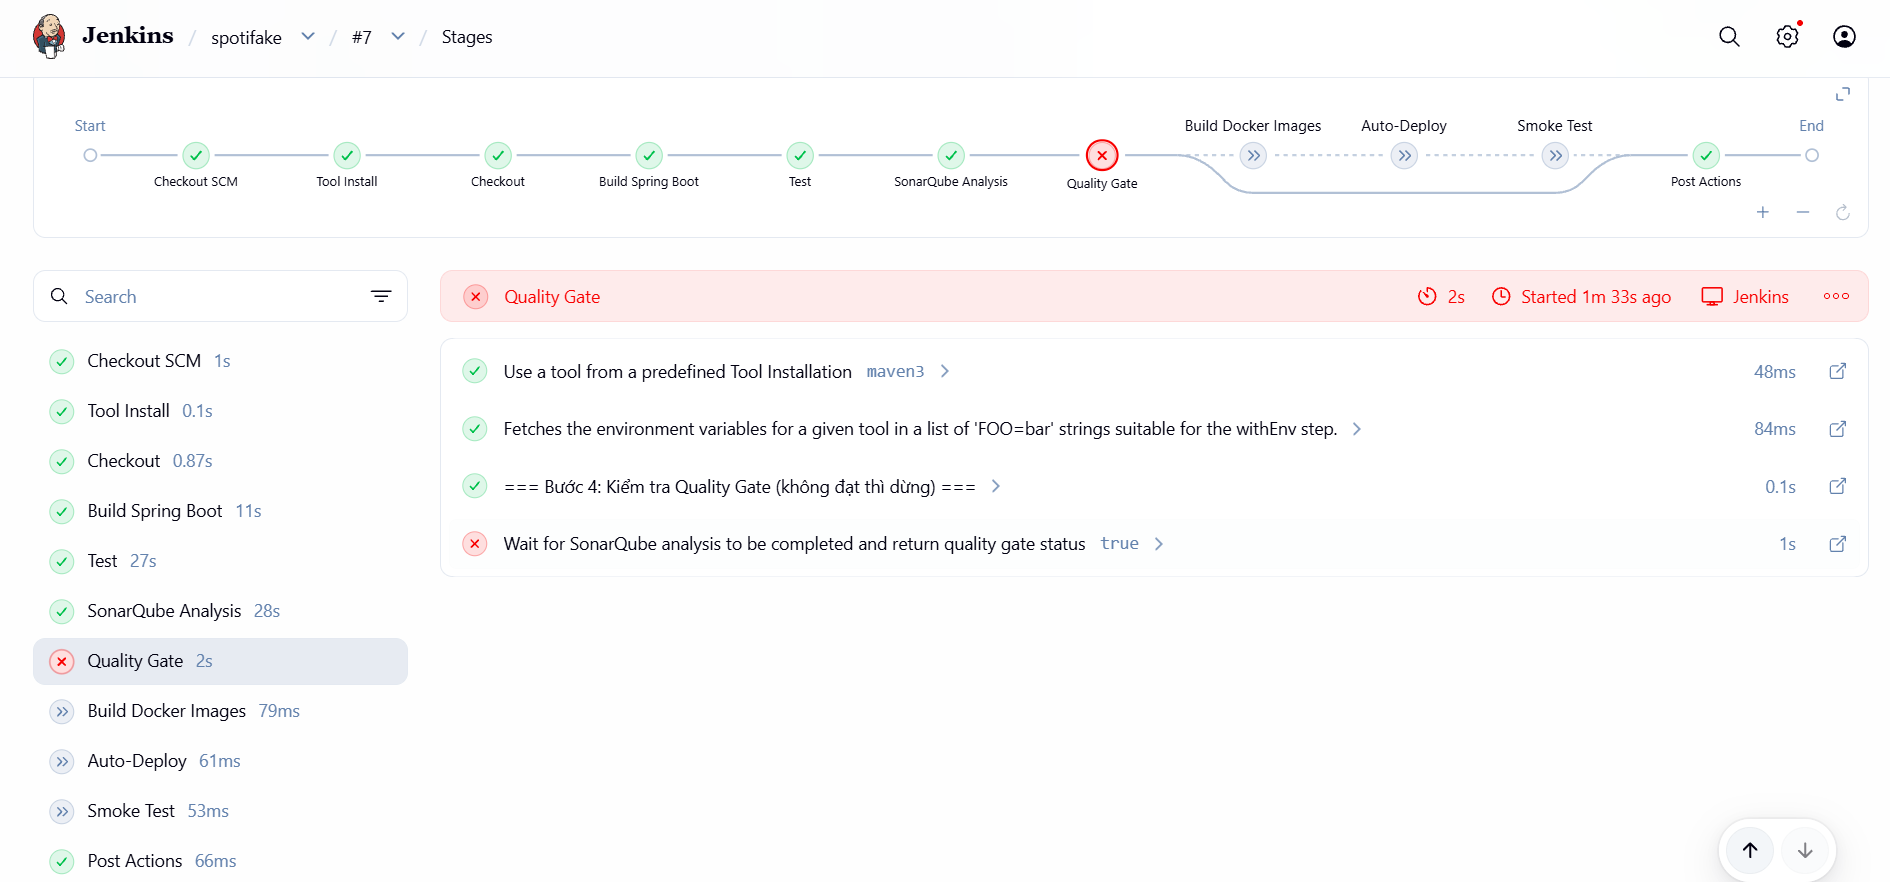 Jenkins / spotifake / #7 / Stages
Start
Build Docker Images
Auto-Deploy
Smoke Test
End
Checkout SCM
Tool Install
Checkout
Build Spring Boot
Test
SonarQube Analysis
Quality Gate
Post Actions
Search
Checkout SCM 1s
Tool Install 0.1s
Checkout 0.87s
Build Spring Boot 11s
Test 27s
SonarQube Analysis 28s
Quality Gate 2s
Build Docker Images 79ms
Auto-Deploy 61ms
Smoke Test 53ms
Post Actions 66ms
Quality Gate 2s Started 1m 33s ago Jenkins
Use a tool from a predefined Tool Installation maven3 48ms
Fetches the environment variables for a given tool in a list of 'FOO=bar' strings suitable for the withEnv step. 84ms
=== Bước 4: Kiểm tra Quality Gate (không đạt thì dừng) === 0.1s
Wait for SonarQube analysis to be completed and return quality gate status true 1s